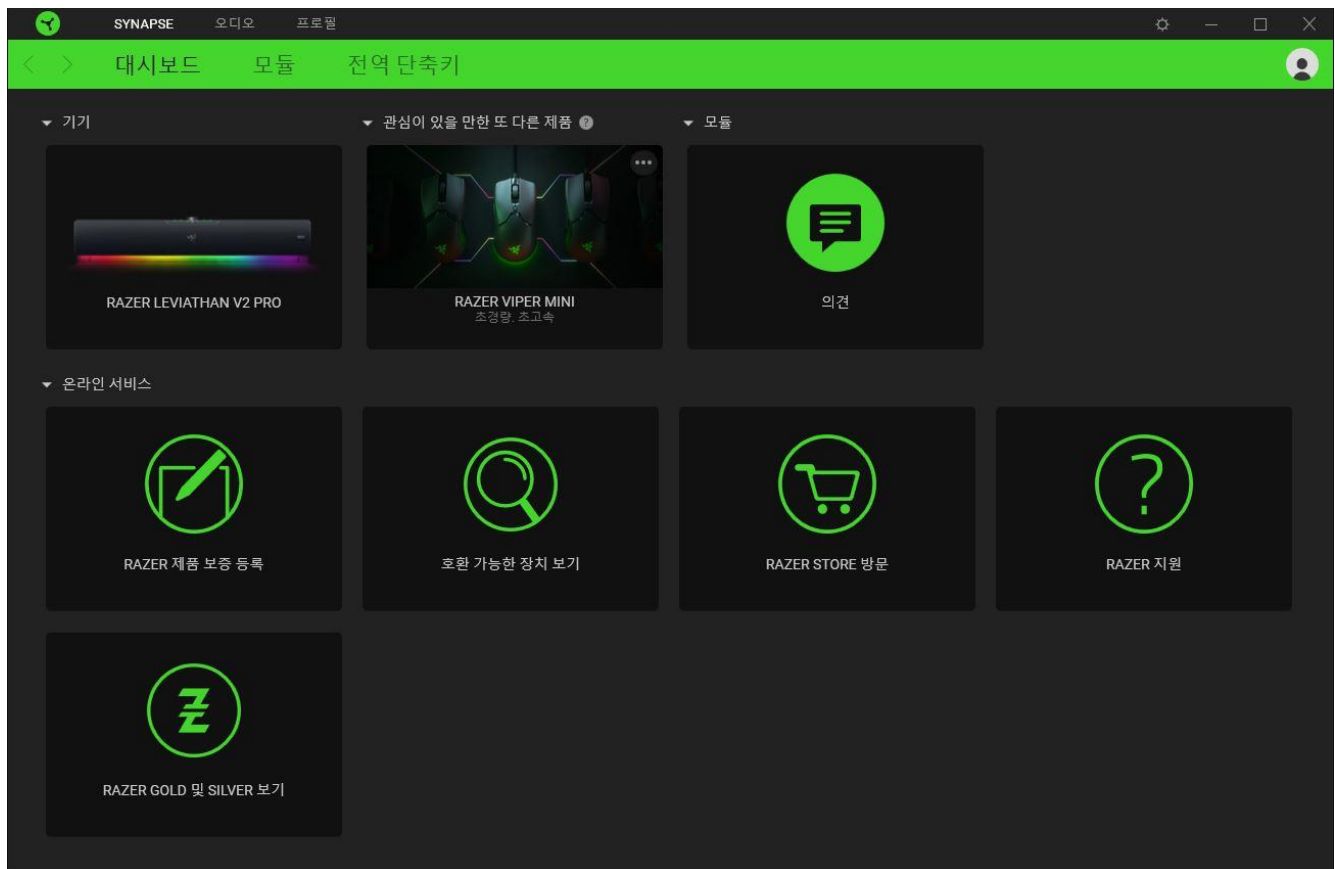 SYNAPSE 오디오 프로필
대시보드 모듈 전역 단축키
기기
관심이 있을 만한 또 다른 제품 ?
모듈
RAZER LEVIATHAN V2 PRO
RAZER VIPER MINI
초경량. 초고속
의견
온라인 서비스
RAZER 제품 보증 등록
호환 가능한 장치 보기
RAZER STORE 방문
RAZER 지원
RAZER GOLD 및 SILVER 보기